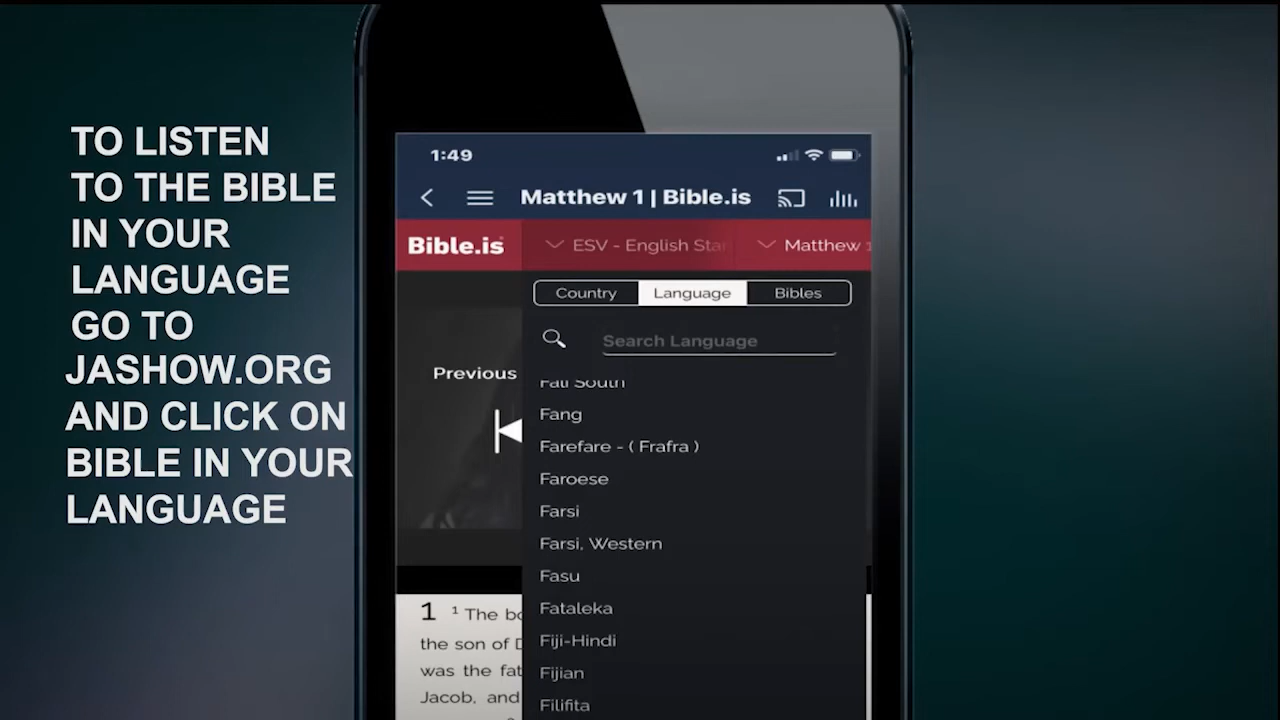 TO LISTEN
TO THE BIBLE
IN YOUR
LANGUAGE
GO TO
JASHOW.ORG
AND CLICK ON
BIBLE IN YOUR
LANGUAGE
1:49
Matthew 1 | Bible.is
Bible.is
ESV - English Sta
Matthew 1
Country Language Bibles
Search Language
Previous
Fali South
Fang
Farefare - ( Frafra )
Faroese
Farsi
Farsi, Western
Fasu
Fataleka
Fiji-Hindi
Fijian
Filifita
1 ¹ The bo
the son of D
was the fat
Jacob, and